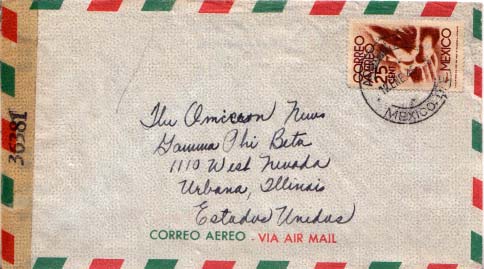 CORREO
AEREO
25
MEXICO
MEXICO
36381
The Omicron News
Gamma Phi Beta
1110 West Nevada
Urbana, Illinois
Estados Unidos
CORREO AEREO - VIA AIR MAIL